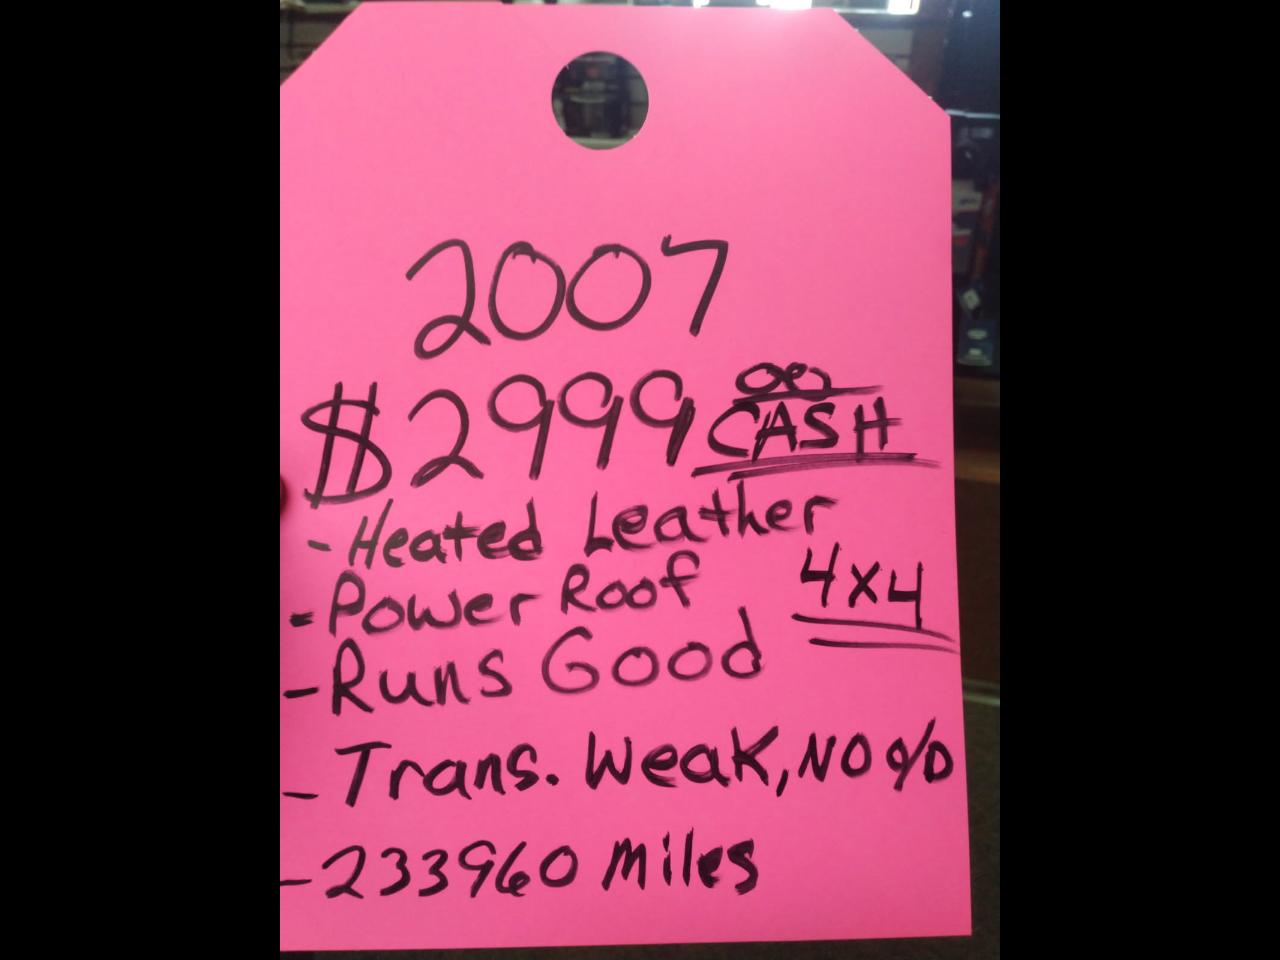 2007
$2999 00 CASH
- Heated Leather
- Power Roof 4x4
- Runs Good
- Trans. Weak, NO O/D
- 233960 Miles